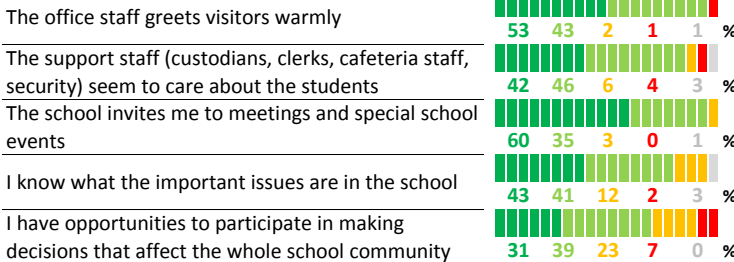 The office staff greets visitors warmly
53 43 2 1 1 %
The support staff (custodians, clerks, cafeteria staff,
security) seem to care about the students
42 46 6 4 3 %
The school invites me to meetings and special school
events
60 35 3 0 1 %
I know what the important issues are in the school
43 41 12 2 3 %
I have opportunities to participate in making
decisions that affect the whole school community
31 39 23 7 0 %